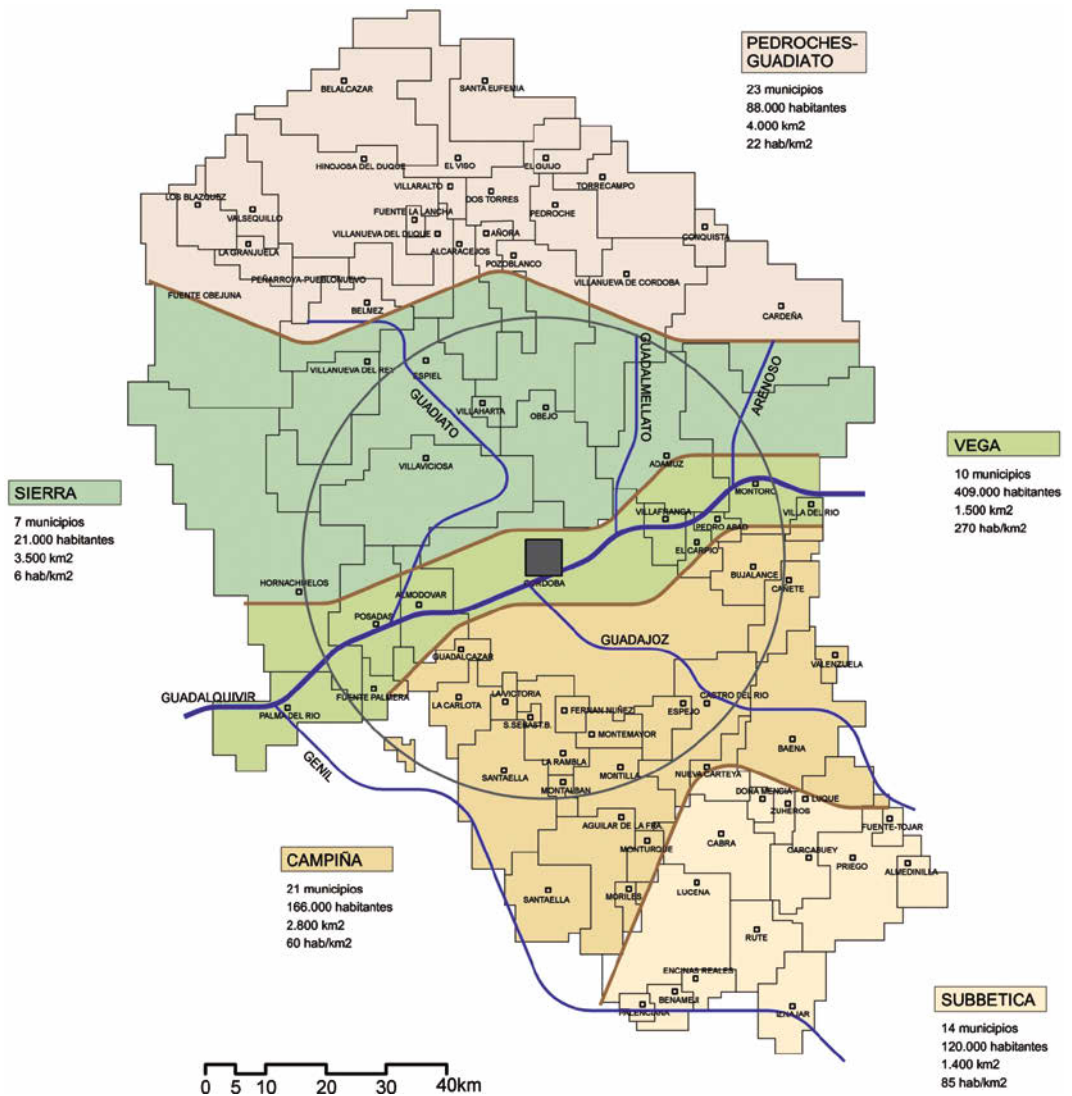 PEDROCHES-
GUADIATO
23 municipios
88.000 habitantes
4.000 km2
22 hab/km2
BELALCAZAR
SANTA EUFEMIA
HINOJOSA DEL DUQUE
EL VISO
EL GUIJO
VILLARALTO
DOS TORRES
TORRECAMPO
LOS BLAZQUEZ
VALSEQUILLO
FUENTE LA LANCHA
PEDROCHE
VILLANUEVA DEL DUQUE
AÑORA
CONQUISTA
LA GRANJUELA
ALCARACEJOS
POZOBLANCO
PEÑARROYA-PUEBLONUEVO
VILLANUEVA DE CORDOBA
FUENTE OBEJUNA
BELMEZ
CARDEÑA
VILLANUEVA DEL REY
ESPIEL
GUADIATO
GUADALMELLATO
ARENOSO
VILLAHARTA
OBEJO
VILLAVICIOSA
ADAMUZ
VEGA
10 municipios
409.000 habitantes
1.500 km2
270 hab/km2
SIERRA
7 municipios
21.000 habitantes
3.500 km2
6 hab/km2
MONTORO
VILLA DEL RIO
VILLAFRANCA
PEDRO ABAD
EL CARPIO
BUJALANCE
CAÑETE
CORDOBA
HORNACHUELOS
ALMODOVAR
POSADAS
GUADAJOZ
GUADALCAZAR
VALENZUELA
GUADALQUIVIR
FUENTE PALMERA
PALMA DEL RIO
LA CARLOTA
LA VICTORIA
FERNAN NUÑEZ
ESPEJO
CASTRO DEL RIO
S.SEBAST.B.
MONTEMAYOR
BAENA
GENIL
LA RAMBLA
SANTAELLA
MONTILLA
NUEVA CARTEYA
MONTALBAN
DOÑA MENCIA
LUQUE
ZUHEROS
AGUILAR DE LA FRA.
FUENTE-TOJAR
MONTURQUE
CABRA
CARCABUEY
PRIEGO
ALMEDINILLA
CAMPIÑA
21 municipios
166.000 habitantes
2.800 km2
60 hab/km2
SANTAELLA
MORILES
LUCENA
RUTE
ENCINAS REALES
BENAMEJI
PALENCIANA
IZNAJAR
SUBBETICA
14 municipios
120.000 habitantes
1.400 km2
85 hab/km2
0 5 10 20 30 40km